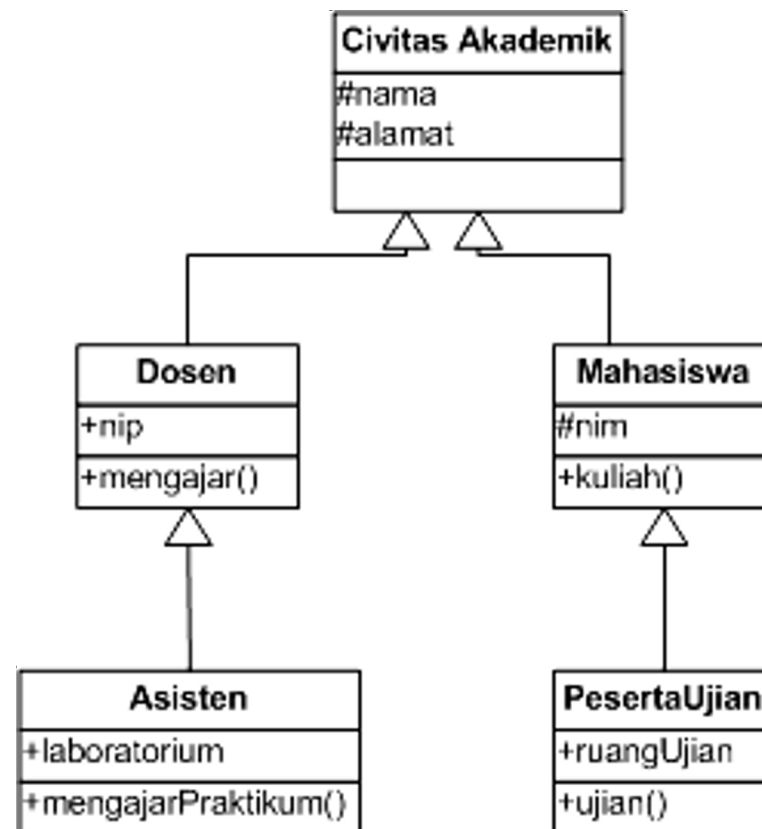 Civitas Akademik
#nama
#alamat
Dosen
+nip
+mengajar()
Mahasiswa
#nim
+kuliah()
Asisten
+laboratorium
+mengajarPraktikum()
PesertaUjian
+ruangUjian
+ujian()